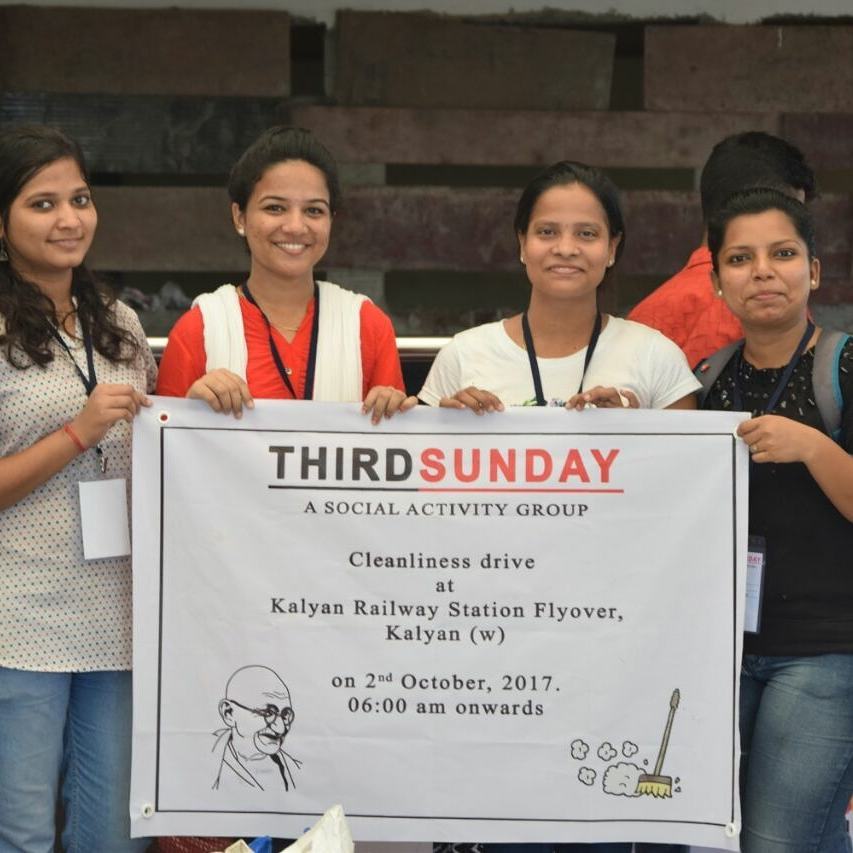 THIRDSUNDAY
A SOCIAL ACTIVITY GROUP
Cleanliness drive
at
Kalyan Railway Station Flyover,
Kalyan (w)
on 2nd October, 2017.
06:00 am onwards